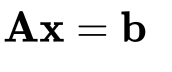 Ax = b